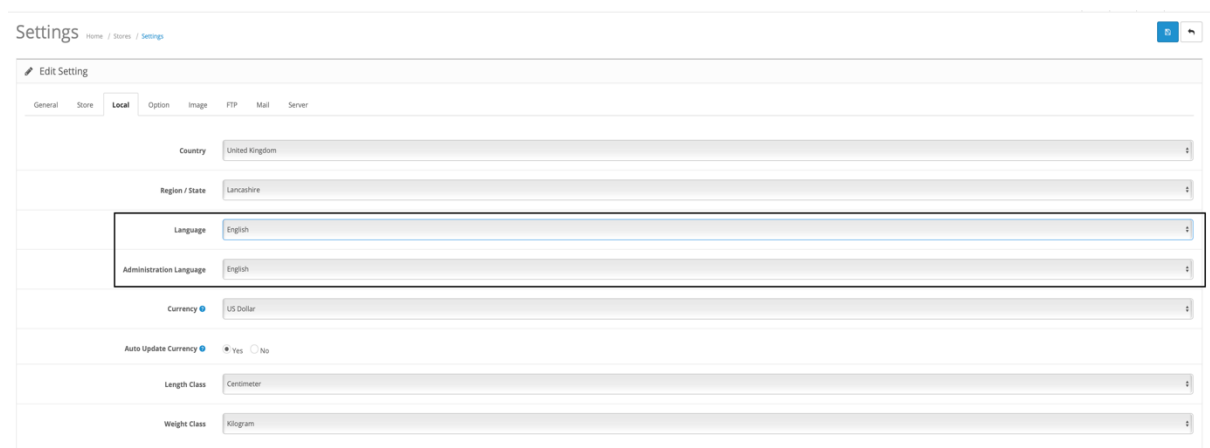 Settings Home / Stores / Settings
Edit Setting
General Store Local Option Image FTP Mail Server
Country United Kingdom
Region / State Lancashire
Language English
Administration Language English
Currency US Dollar
Auto Update Currency Yes No
Length Class Centimeter
Weight Class Kilogram